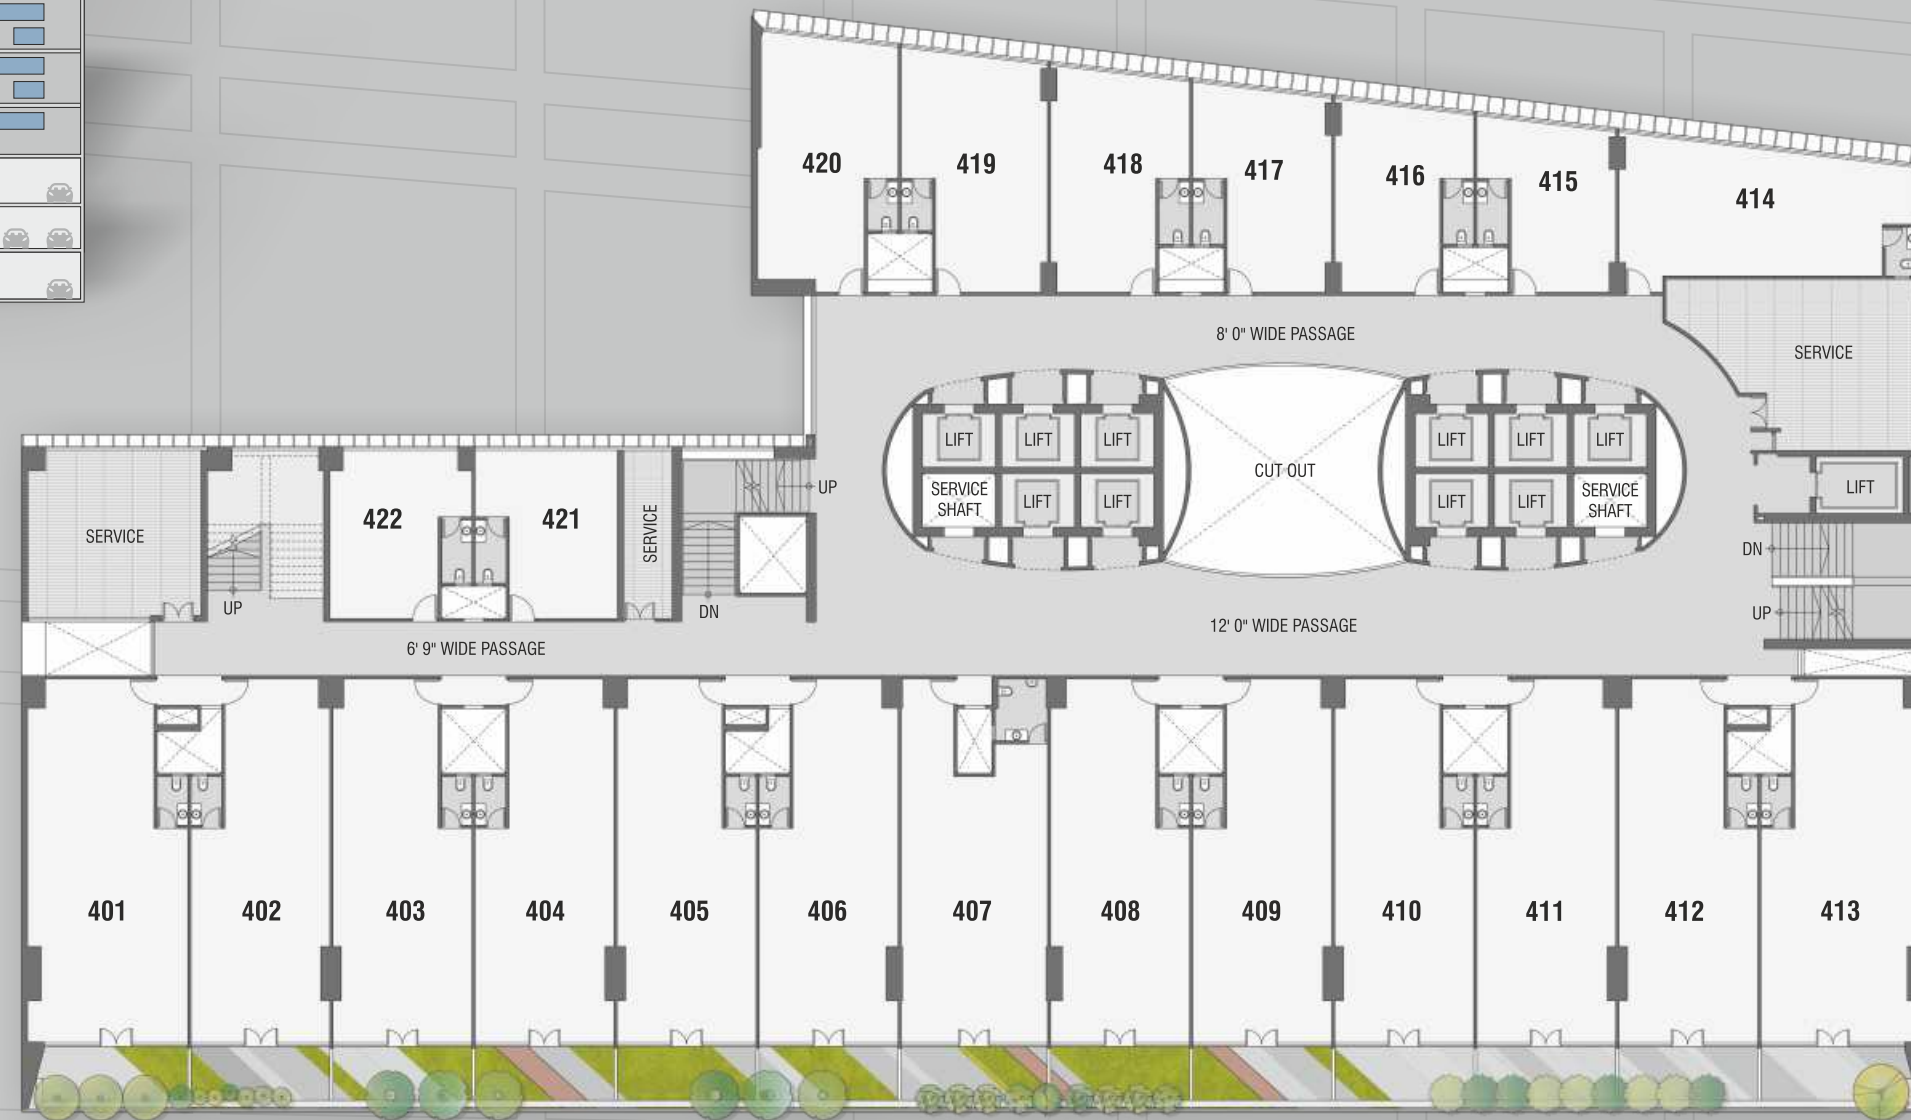 420
419
418
417
416
415
414
8' 0" WIDE PASSAGE
SERVICE
LIFT
LIFT
LIFT
LIFT
LIFT
LIFT
CUT OUT
SERVICE
SHAFT
LIFT
LIFT
LIFT
LIFT
SERVICE
SHAFT
LIFT
UP
422
421
SERVICE
SERVICE
UP
DN
DN
UP
12' 0" WIDE PASSAGE
6' 9" WIDE PASSAGE
401
402
403
404
405
406
407
408
409
410
411
412
413